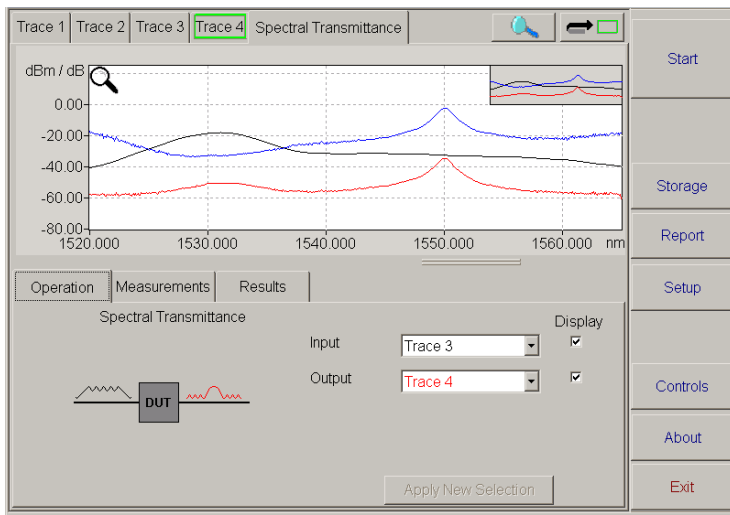 Trace 1 Trace 2 Trace 3 Trace 4 Spectral Transmittance
dBm / dB
0.00
-20.00
-40.00
-60.00
-80.00
1520.000 1530.000 1540.000 1550.000 1560.000 nm
Operation Measurements Results
Spectral Transmittance
Display
Input Trace 3
Output Trace 4
DUT
Apply New Selection
Start
Storage
Report
Setup
Controls
About
Exit